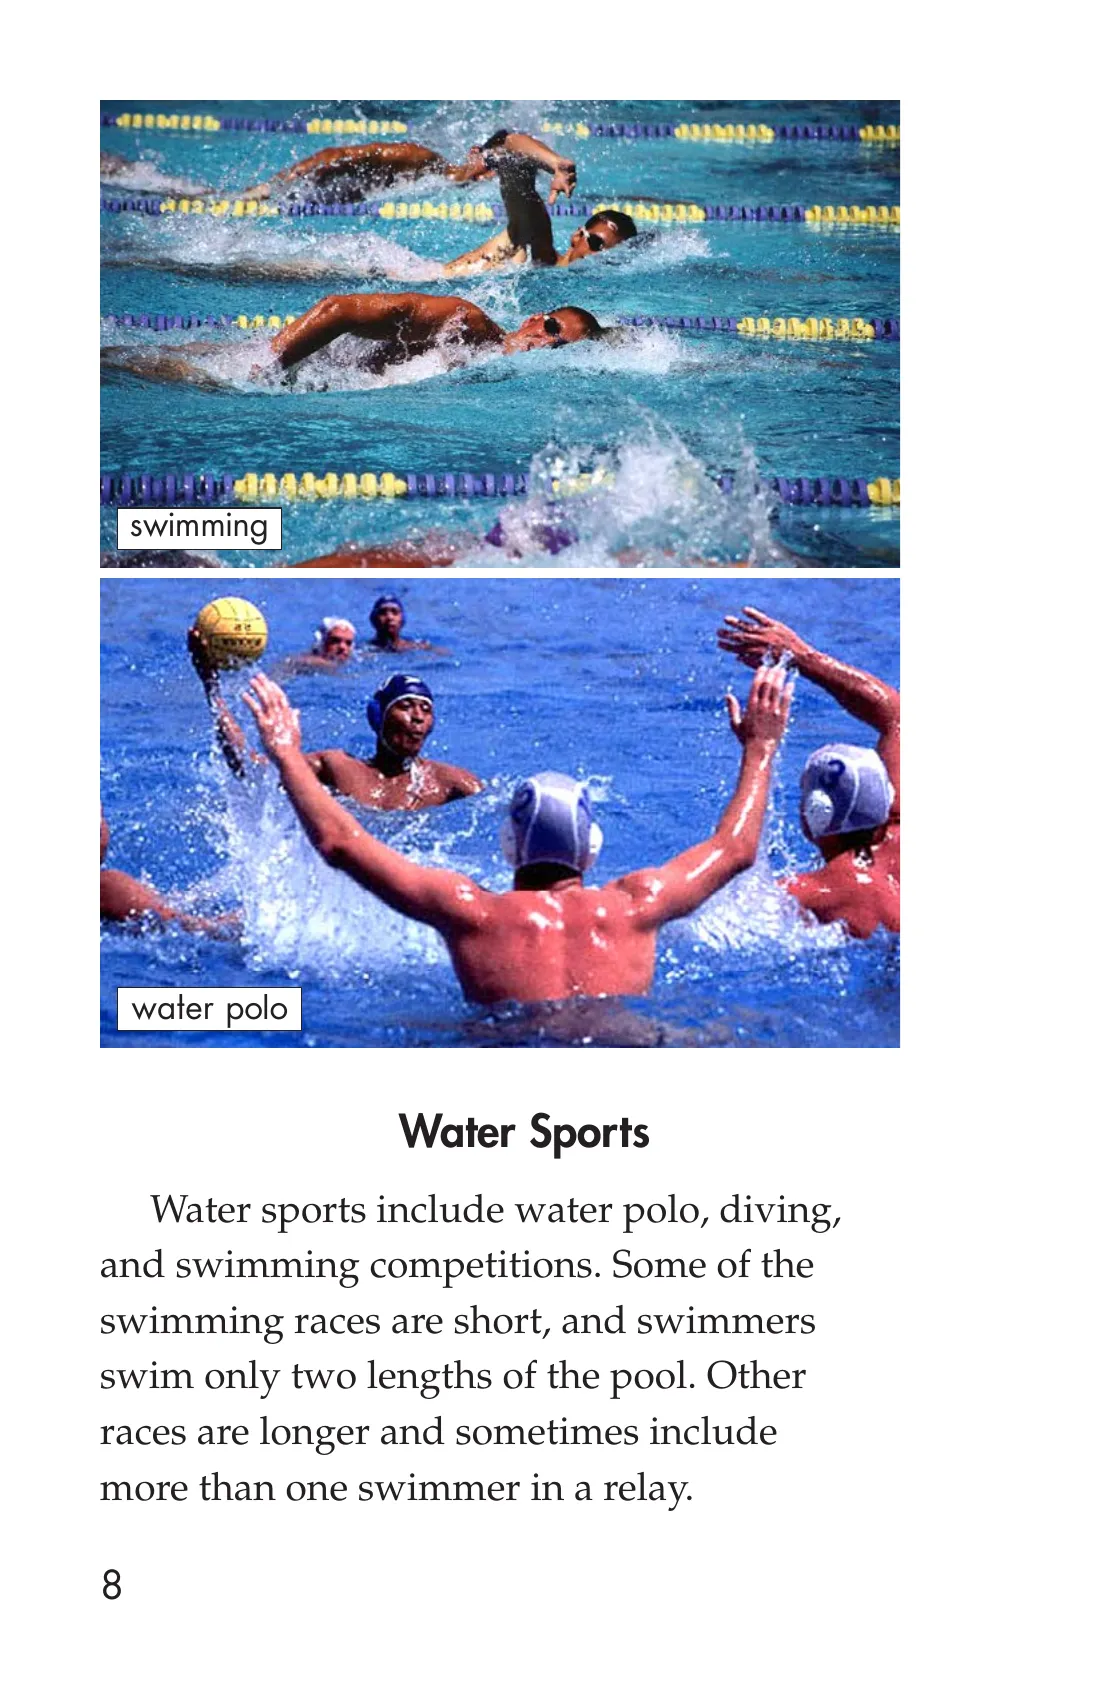 swimming
water polo
Water Sports
Water sports include water polo, diving,
and swimming competitions. Some of the
swimming races are short, and swimmers
swim only two lengths of the pool. Other
races are longer and sometimes include
more than one swimmer in a relay.
8